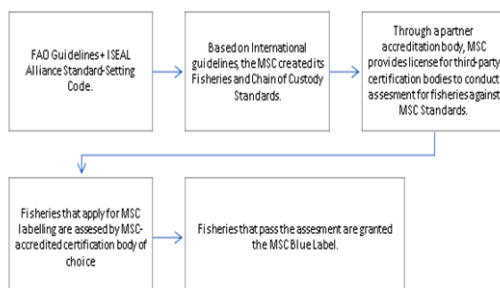 FAO Guidelines+ ISEAL
Alliance Standard-Setting
Code.
Based on International
guidelines, the MSC created its
Fisheries and Chain of Custody
Standards.
Through a partner
accreditation body, MSC
provides license for third-party
certification bodies to conduct
assesment for fisheries against
MSC Standards.
Fisheries that apply for MSC
labelling are assesed by MSC-
accredited certification body of
choice
Fisheries that pass the assesment are granted
the MSC Blue Label.